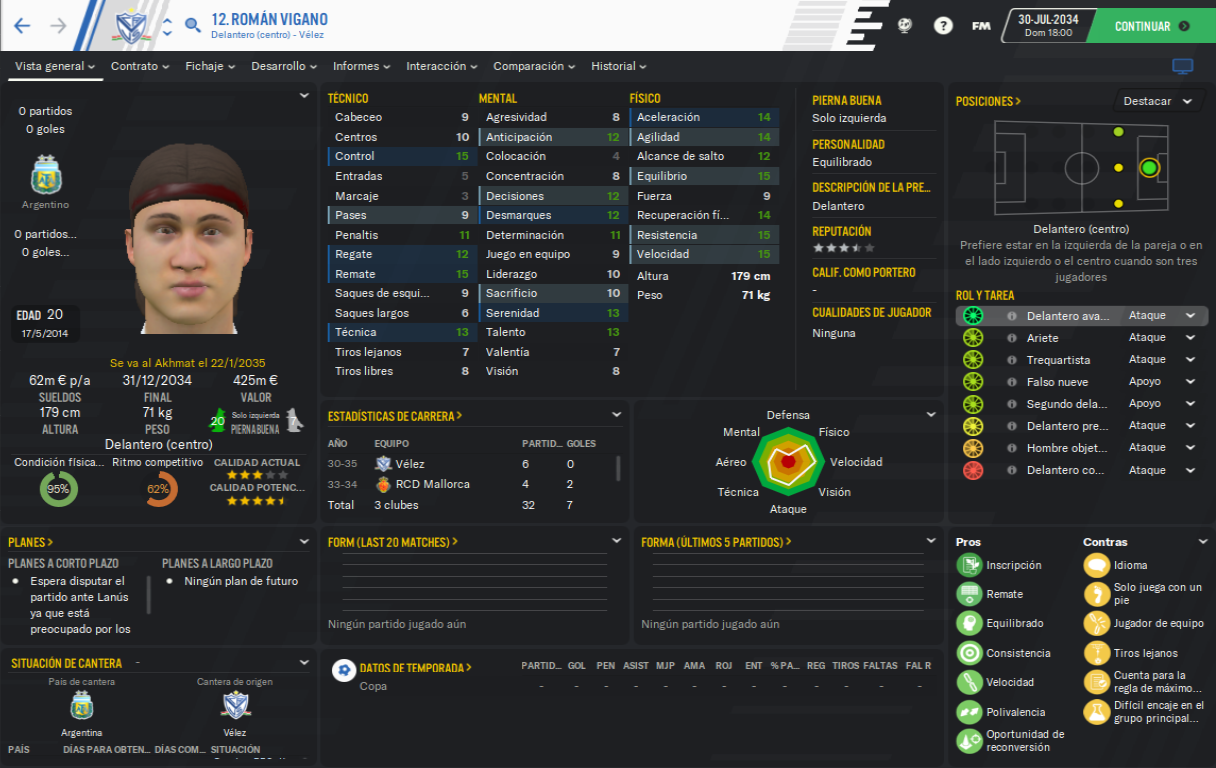 12. ROMÁN VIGANO
Delantero (centro) - Vélez
?
FM
30-JUL-2034
Dom 18:00
CONTINUAR
Vista general
Contrato
Fichaje
Desarrollo
Informes
Interacción
Comparación
Historial
0 partidos
0 goles
Argentino
0 partidos...
0 goles...
EDAD 20
17/5/2014
Se va al Akhmat el 22/1/2035
62m € p/a 31/12/2034 425m €
SUELDOS FINAL VALOR
179 cm 71 kg 20 Solo izquierda 7
ALTURA PESO PIERNA BUENA
Delantero (centro)
Condición física... Ritmo competitivo CALIDAD ACTUAL
95% 62%
CALIDAD POTENC...
TÉCNICO
Cabeceo 9
Centros 10
Control 15
Entradas 5
Marcaje 3
Pases 9
Penaltis 11
Regate 12
Remate 15
Saques de esqui... 9
Saques largos 6
Técnica 13
Tiros lejanos 7
Tiros libres 8
MENTAL
Agresividad 8
Anticipación 12
Colocación 4
Concentración 8
Decisiones 12
Desmarques 12
Determinación 11
Juego en equipo 9
Liderazgo 10
Sacrificio 10
Serenidad 13
Talento 13
Valentía 7
Visión 8
FÍSICO
Aceleración 14
Agilidad 14
Alcance de salto 12
Equilibrio 15
Fuerza 9
Recuperación fí... 14
Resistencia 15
Velocidad 15
Altura 179 cm
Peso 71 kg
PIERNA BUENA
Solo izquierda
PERSONALIDAD
Equilibrado
DESCRIPCIÓN DE LA PRE...
Delantero
REPUTACIÓN
CALIF. COMO PORTERO
-
CUALIDADES DE JUGADOR
Ninguna
POSICIONES >
Destacar
Delantero (centro)
Prefiere estar en la izquierda de la pareja o en
el lado izquierdo o el centro cuando son tres
jugadores
ROL Y TAREA
Delantero ava... Ataque
Ariete Ataque
Trequartista Ataque
Falso nueve Apoyo
Segundo dela... Apoyo
Delantero pre... Ataque
Hombre objet... Ataque
Delantero co... Ataque
ESTADÍSTICAS DE CARRERA >
AÑO EQUIPO PARTID... GOLES
30-35 Vélez 6 0
33-34 RCD Mallorca 4 2
Total 3 clubes 32 7
Defensa
Mental Físico
Aéreo Velocidad
Técnica Visión
Ataque
PLANES >
PLANES A CORTO PLAZO
Espera disputar el
partido ante Lanús
ya que está
preocupado por los
PLANES A LARGO PLAZO
Ningún plan de futuro
FORM (LAST 20 MATCHES) >
Ningún partido jugado aún
FORMA (ÚLTIMOS 5 PARTIDOS) >
Ningún partido jugado aún
Pros
Inscripción
Remate
Equilibrado
Consistencia
Velocidad
Polivalencia
Oportunidad de
reconversión
Contras
Idioma
Solo juega con un
pie
Jugador de equipo
Tiros lejanos
Cuenta para la
regla de máximo...
Difícil encaje en el
grupo principal...
SITUACIÓN DE CANTERA -
País de cantera Cantera de origen
Argentina Vélez
PAÍS DÍAS PARA OBTEN... DÍAS COM... SITUACIÓN
DATOS DE TEMPORADA >
PARTID... GOL PEN ASIST MJP AMA ROJ ENT % PA... REG TIROS FALTAS FAL R
Copa - - - - - - - - - - - - -